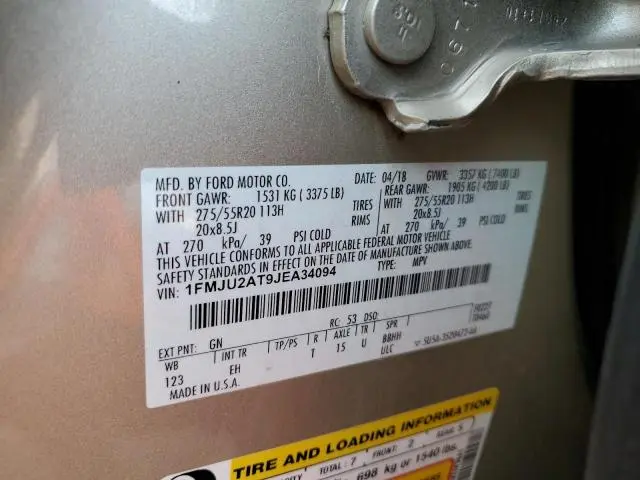 MFD. BY FORD MOTOR CO.
DATE: 04/18 GVWR: 3357 KG ( 7400 LB)
FRONT GAWR: 1531 KG ( 3375 LB)
REAR GAWR: 1905 KG ( 4200 LB)
WITH 275/55R20 113H TIRES
WITH 275/55R20 113H TIRES
20x8.5J RIMS
20x8.5J RIMS
AT 270 kPa/ 39 PSI COLD
AT 270 kPa/ 39 PSI COLD
THIS VEHICLE CONFORMS TO ALL APPLICABLE FEDERAL MOTOR VEHICLE
SAFETY STANDARDS IN EFFECT ON THE DATE OF MANUFACTURE SHOWN ABOVE.
VIN: 1FMJU2AT9JEA34094
TYPE: MPV
EXT PNT: GN RC: 53 DSO:
WB INT TR TP/PS R AXLE TR SPR
123 EH T 15 U BBHH
ULC
MADE IN U.S.A.
TIRE AND LOADING INFORMATION
TOTAL: 7 FRONT: 2 REAR: 5
698 kg or 1540 lbs.